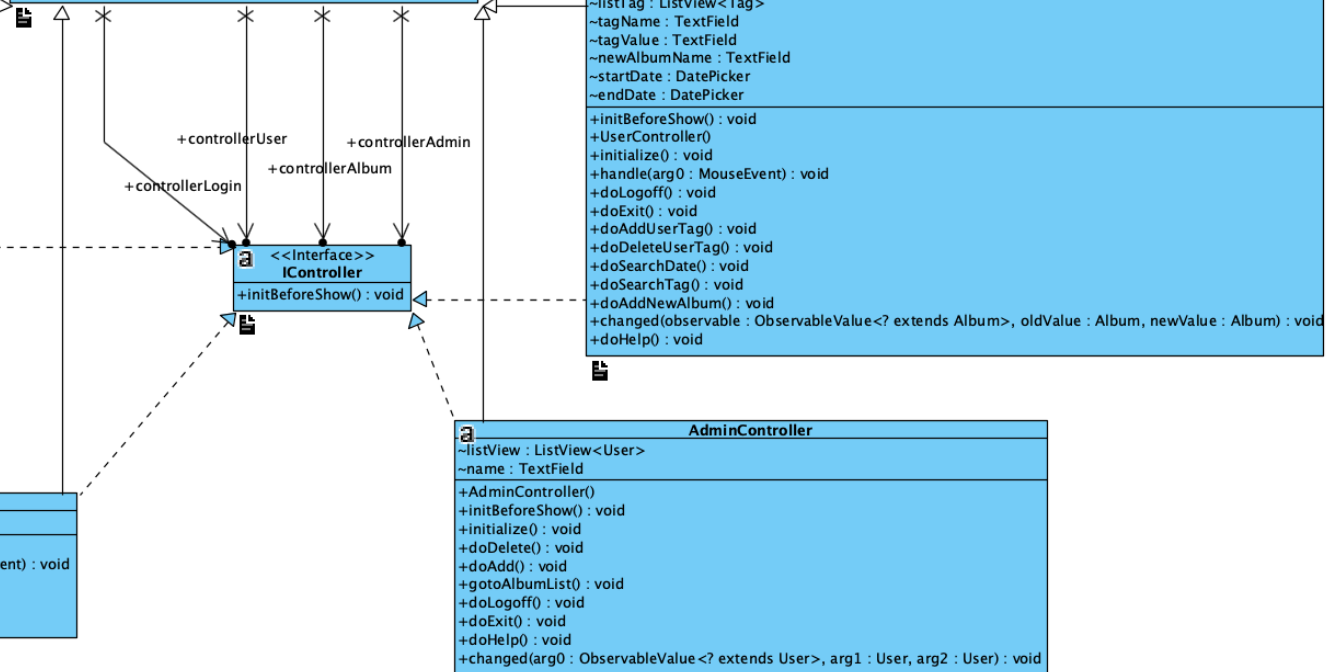 ~listTag : ListView<Tag>
~tagName : TextField
~tagValue : TextField
~newAlbumName : TextField
~startDate : DatePicker
~endDate : DatePicker
+initBeforeShow() : void
+UserController()
+initialize() : void
+handle(arg0 : MouseEvent) : void
+doLogoff() : void
+doExit() : void
+doAddUserTag() : void
+doDeleteUserTag() : void
+doSearchDate() : void
+doSearchTag() : void
+doAddNewAlbum() : void
+changed(observable : ObservableValue<? extends Album>, oldValue : Album, newValue : Album) : void
+doHelp() : void
+controllerUser
+controllerAdmin
+controllerAlbum
+controllerLogin
a
<<Interface>>
IController
+initBeforeShow() : void
a
AdminController
~listView : ListView<User>
~name : TextField
+AdminController()
+initBeforeShow() : void
+initialize() : void
+doDelete() : void
+doAdd() : void
+gotoAlbumList() : void
+doLogoff() : void
+doExit() : void
+doHelp() : void
+changed(arg0 : ObservableValue<? extends User>, arg1 : User, arg2 : User) : void
ent) : void